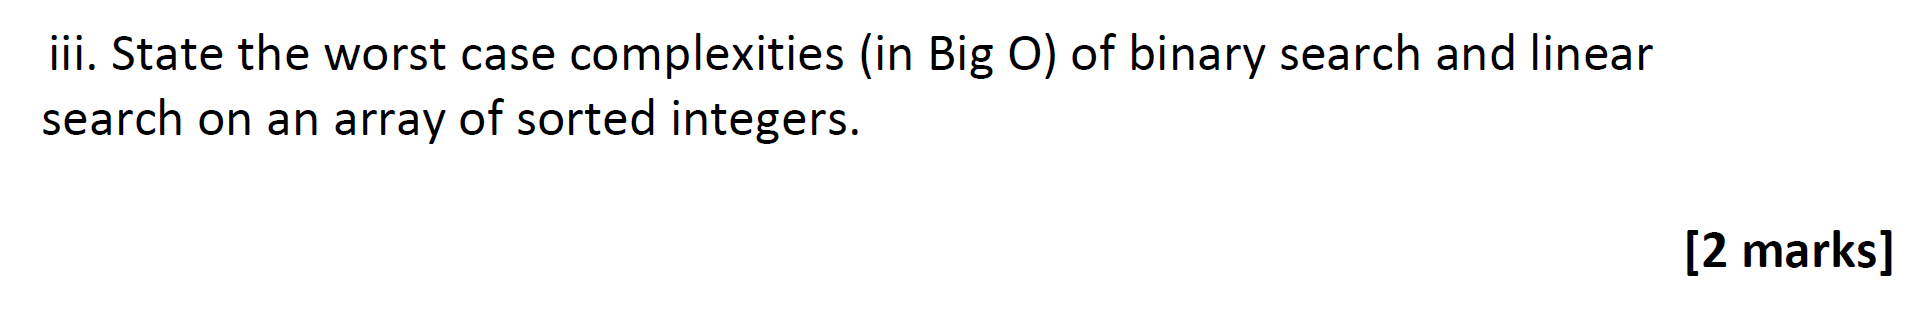 iii. State the worst case complexities (in Big O) of binary search and linear
search on an array of sorted integers.
[2 marks]